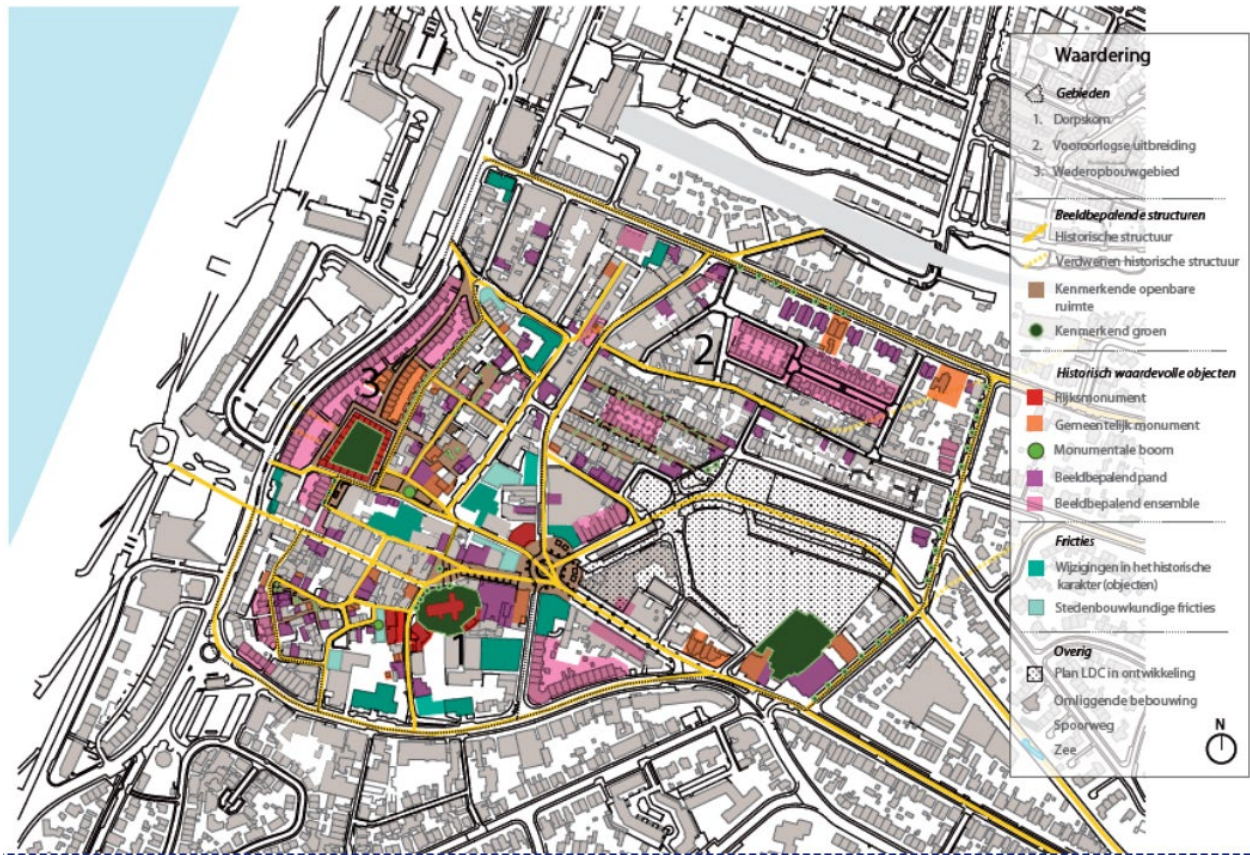 Waardering
Gebieden
1. Dorpskom
2. Vooroorlogse uitbreiding
3. Wederopbouwgebied
Beeldbepalende structuren
Historische structuur
Verdwenen historische structuur
Kenmerkende openbare
ruimte
Kenmerkend groen
Historisch waardevolle objecten
Rijksmonument
Gemeentelijk monument
Monumentale boom
Beeldbepalend pand
Beeldbepalend ensemble
Fricties
Wijzigingen in het historische
karakter (objecten)
Stedenbouwkundige fricties
Overig
Plan LDC in ontwikkeling
Omliggende bebouwing
Spoorweg
Zee
N
2
3
1